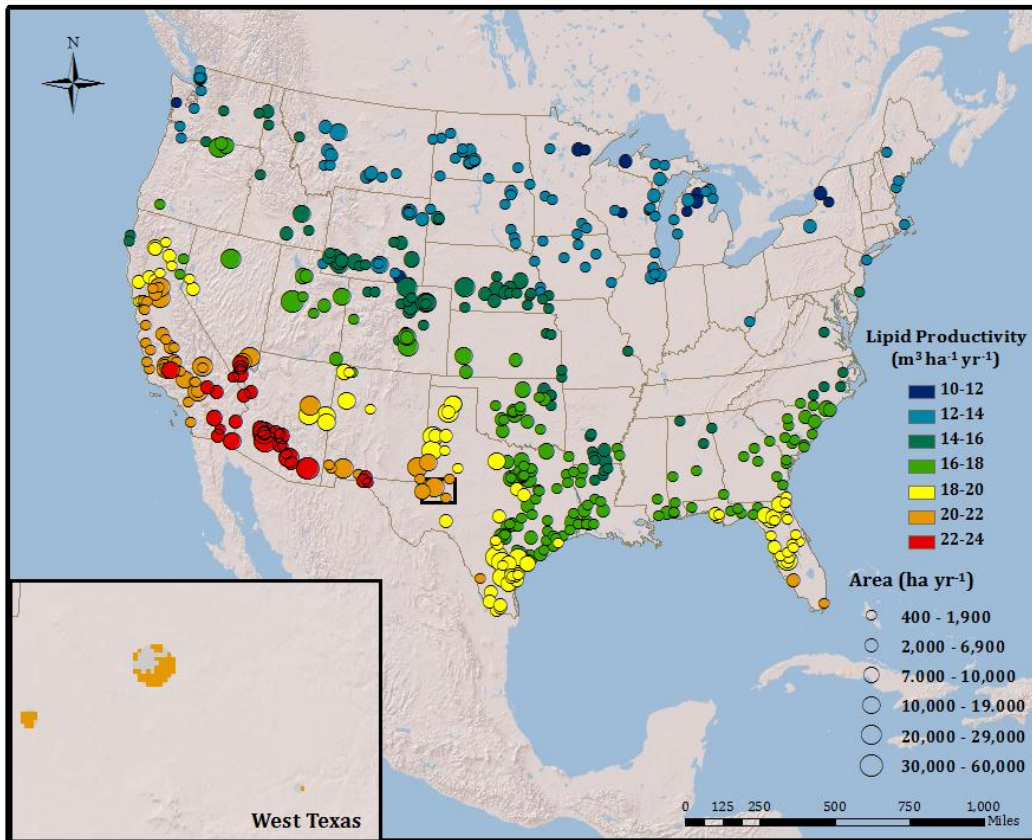 N
Lipid Productivity
(m³ ha⁻¹ yr⁻¹)
10-12
12-14
14-16
16-18
18-20
20-22
22-24
Area (ha yr⁻¹)
400 - 1,900
2,000 - 6,900
7.000 - 10,000
10,000 - 19.000
20,000 - 29,000
30,000 - 60,000
West Texas
0 125 250 500 750 1,000
Miles